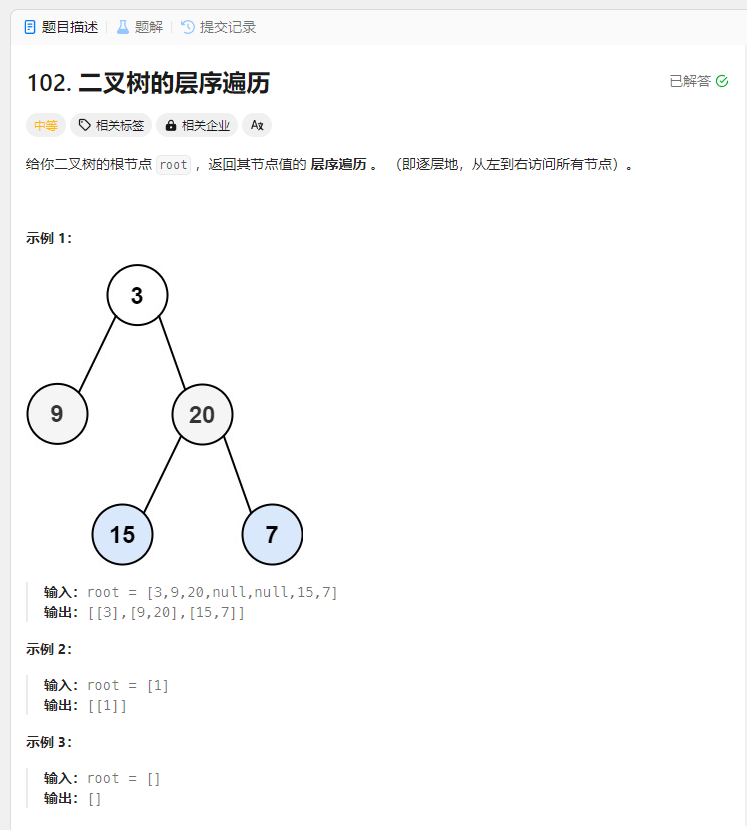 题目描述 题解 提交记录
102. 二叉树的层序遍历 已解答
中等 相关标签 相关企业 Ax
给你二叉树的根节点 root ，返回其节点值的 层序遍历 。 （即逐层地，从左到右访问所有节点）。
示例 1：
3
9 20
15 7
输入：root = [3,9,20,null,null,15,7]
输出：[[3],[9,20],[15,7]]
示例 2：
输入：root = [1]
输出：[[1]]
示例 3：
输入：root = []
输出：[]